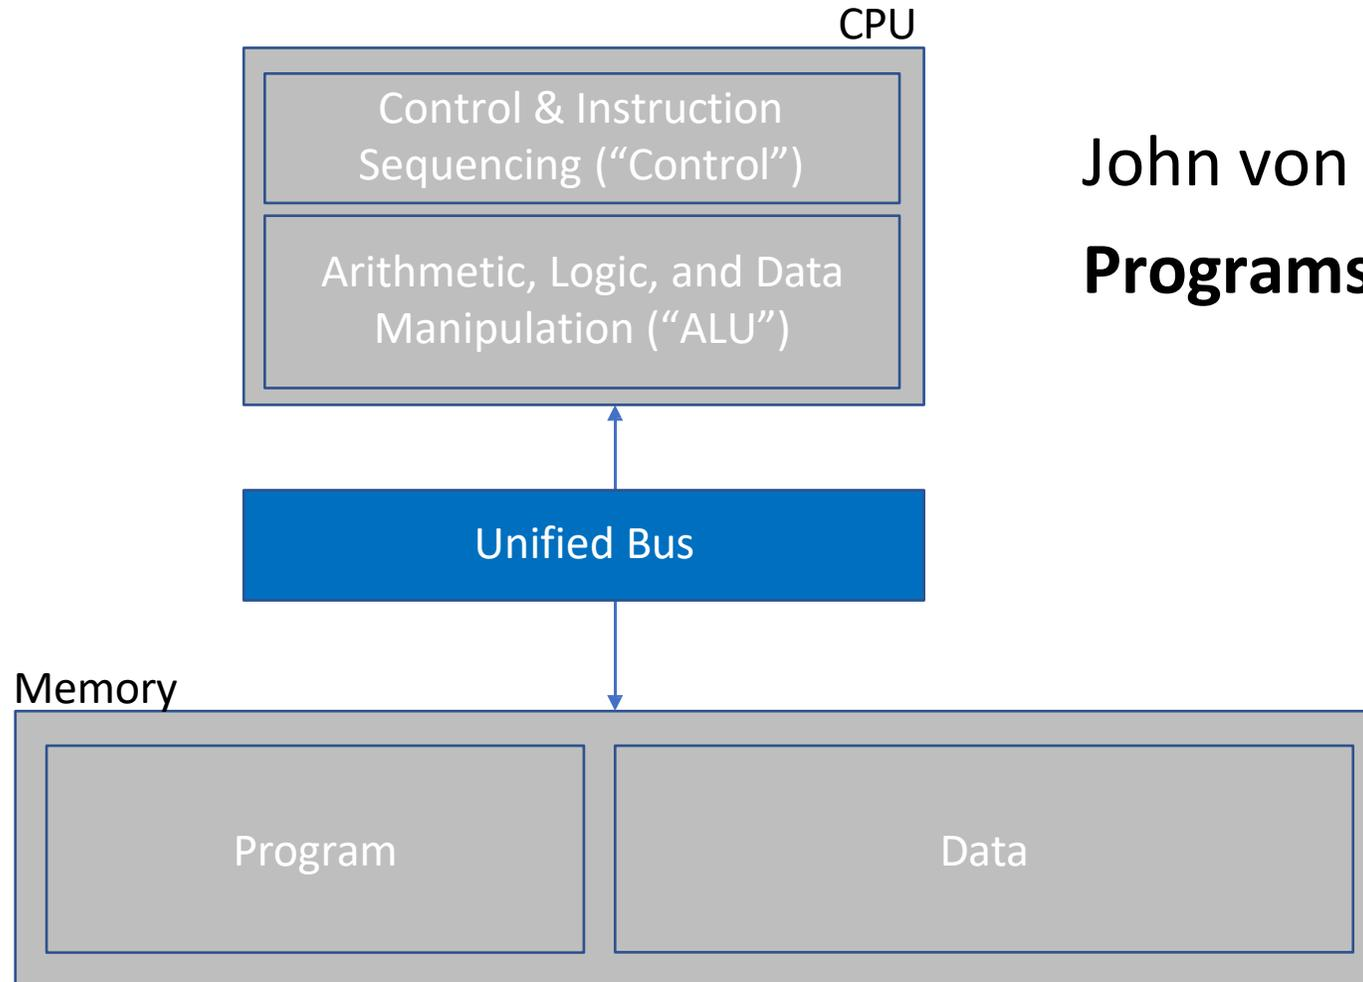 CPU
Control & Instruction
Sequencing (“Control”)
Arithmetic, Logic, and Data
Manipulation (“ALU”)
John von
Programs
Unified Bus
Memory
Program
Data